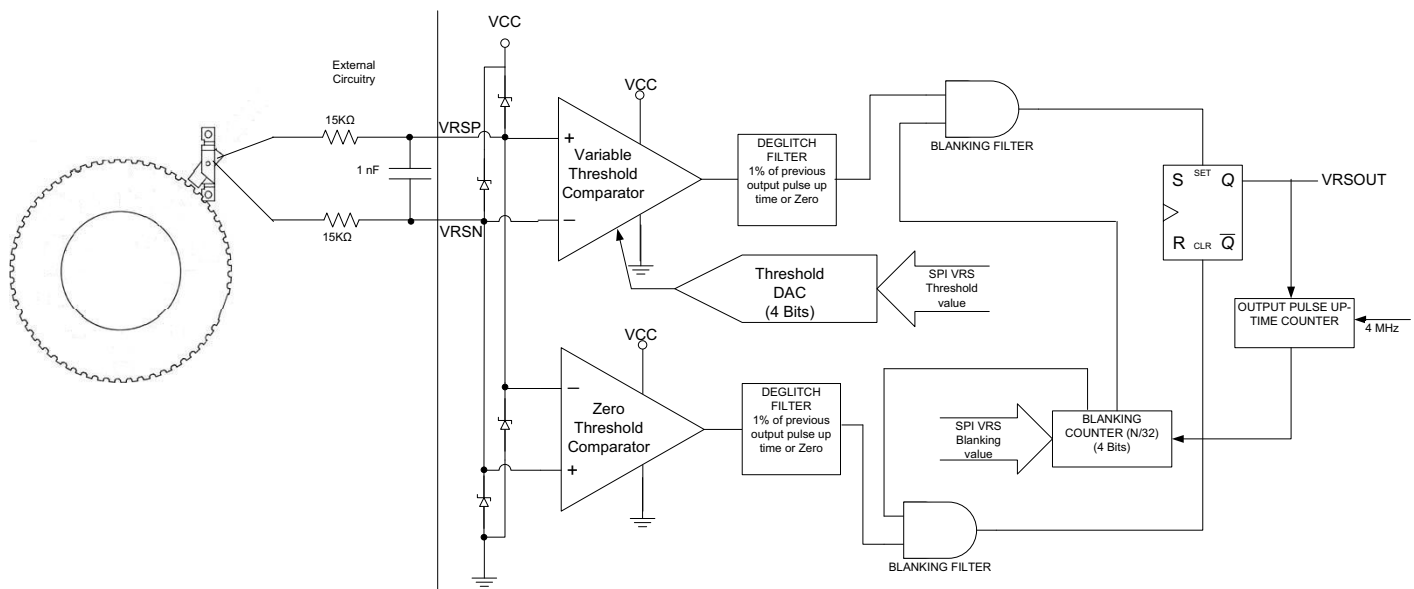 VCC
External
Circuitry
15KΩ
VRSP
1 nF
15KΩ
VRSN
+
Variable
Threshold
Comparator
−
VCC
DEGLITCH
FILTER
1% of previous
output pulse up
time or Zero
BLANKING FILTER
S SET Q
R CLR Q̅
VRSOUT
Threshold
DAC
(4 Bits)
SPI VRS
Threshold
value
OUTPUT PULSE UP-
TIME COUNTER
4 MHz
VCC
−
Zero
Threshold
Comparator
+
DEGLITCH
FILTER
1% of previous
output pulse up
time or Zero
SPI VRS
Blanking
value
BLANKING
COUNTER (N/32)
(4 Bits)
BLANKING FILTER